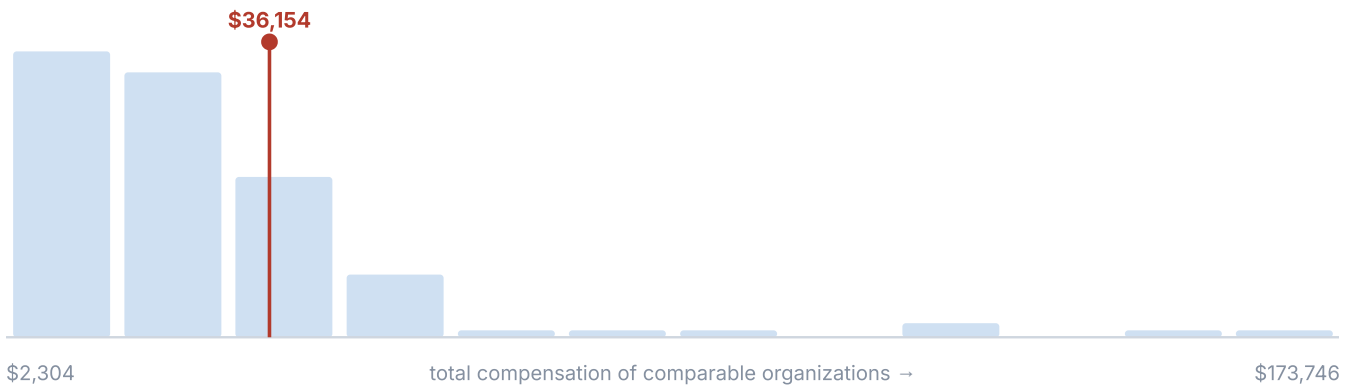 $36,154
$2,304 total compensation of comparable organizations → $173,746